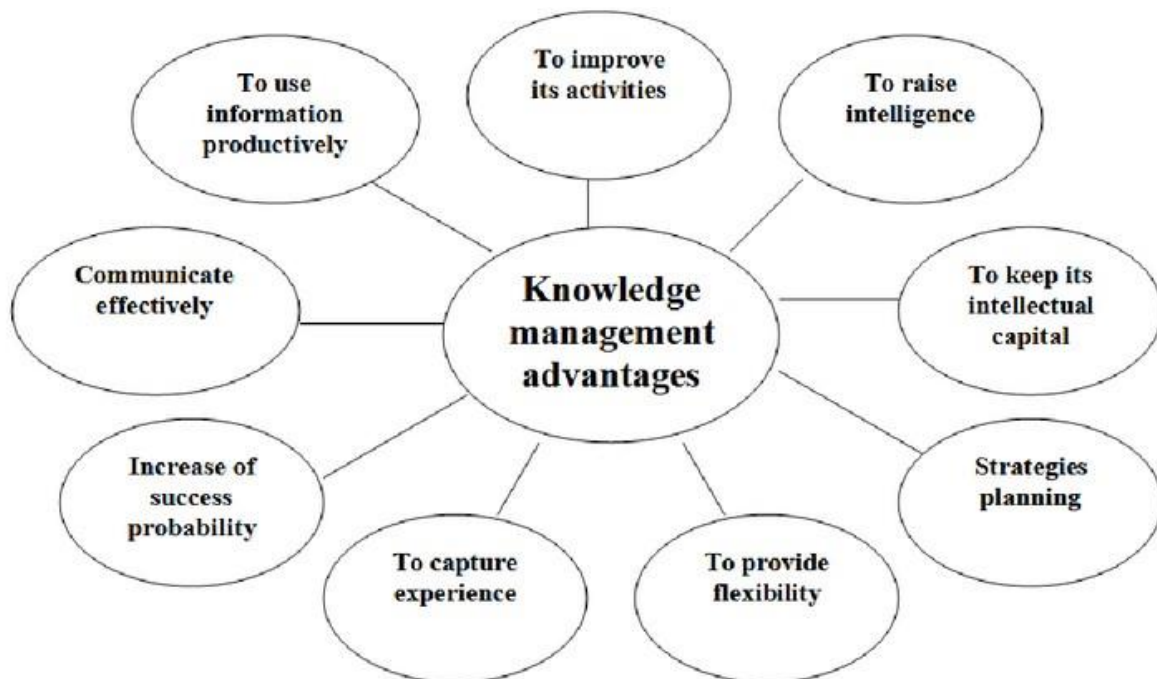 To use
information
productively
To improve
its activities
To raise
intelligence
Communicate
effectively
Knowledge
management
advantages
To keep its
intellectual
capital
Increase of
success
probability
Strategies
planning
To capture
experience
To provide
flexibility